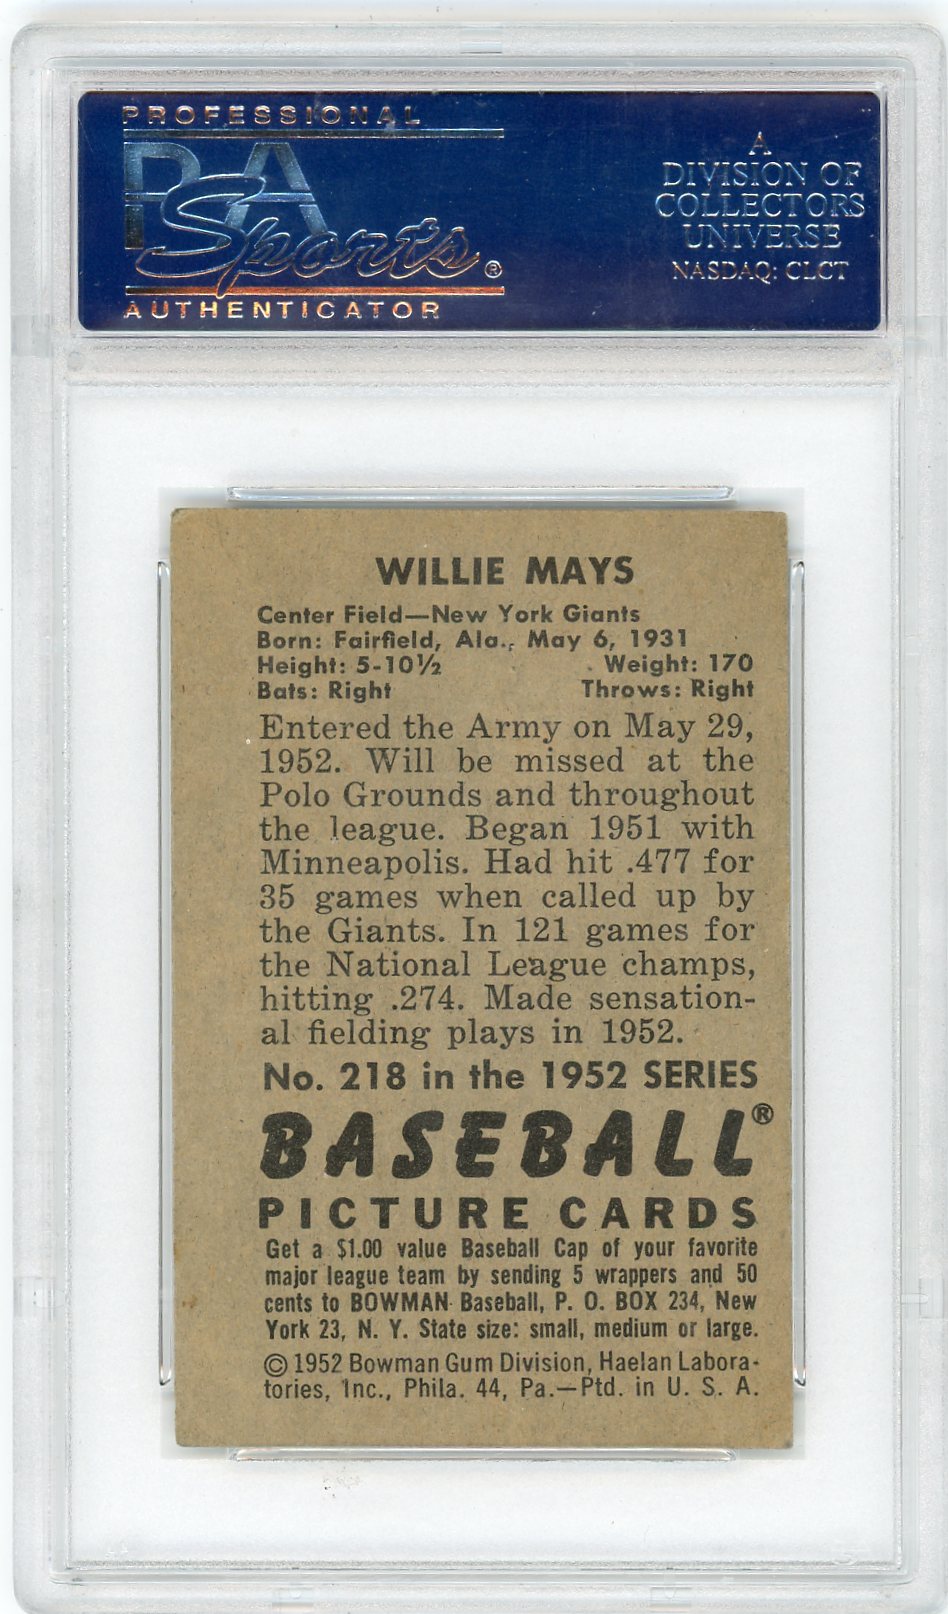 PROFESSIONAL
PSA
Sports®
AUTHENTICATOR
A
DIVISION OF
COLLECTORS
UNIVERSE
NASDAQ: CLCT
WILLIE MAYS
Center Field—New York Giants
Born: Fairfield, Ala., May 6, 1931
Height: 5-10½ Weight: 170
Bats: Right Throws: Right
Entered the Army on May 29,
1952. Will be missed at the
Polo Grounds and throughout
the league. Began 1951 with
Minneapolis. Had hit .477 for
35 games when called up by
the Giants. In 121 games for
the National League champs,
hitting .274. Made sensation-
al fielding plays in 1952.
No. 218 in the 1952 SERIES
BASEBALL®
PICTURE CARDS
Get a $1.00 value Baseball Cap of your favorite
major league team by sending 5 wrappers and 50
cents to BOWMAN Baseball, P. O. BOX 234, New
York 23, N. Y. State size: small, medium or large.
©1952 Bowman Gum Division, Haelan Labora-
tories, Inc., Phila. 44, Pa.—Ptd. in U. S. A.